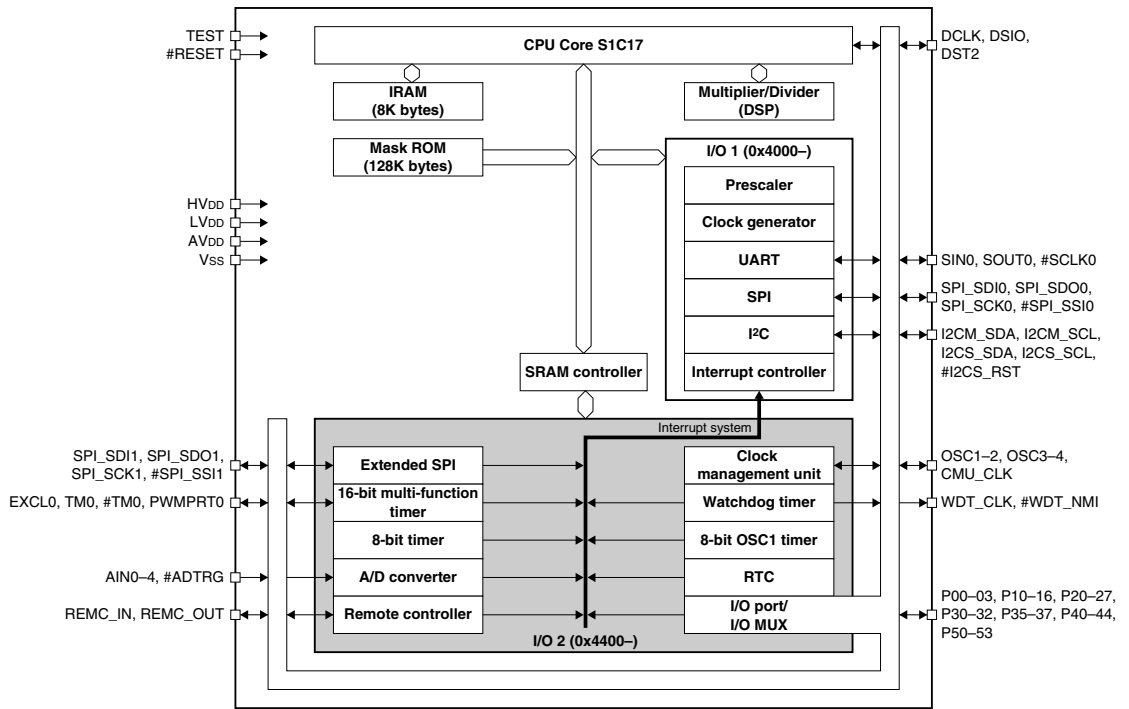 TEST
#RESET
CPU Core S1C17
DCLK, DSIO,
DST2
IRAM
(8K bytes)
Multiplier/Divider
(DSP)
Mask ROM
(128K bytes)
I/O 1 (0x4000–)
Prescaler
Clock generator
UART
SPI
I²C
Interrupt controller
HVDD
LVDD
AVDD
VSS
SIN0, SOUT0, #SCLK0
SPI_SDI0, SPI_SDO0,
SPI_SCK0, #SPI_SSI0
I2CM_SDA, I2CM_SCL,
I2CS_SDA, I2CS_SCL,
#I2CS_RST
SRAM controller
Interrupt system
SPI_SDI1, SPI_SDO1,
SPI_SCK1, #SPI_SSI1
EXCL0, TM0, #TM0, PWMPRT0
AIN0–4, #ADTRG
REMC_IN, REMC_OUT
Extended SPI
16-bit multi-function
timer
8-bit timer
A/D converter
Remote controller
Clock
management unit
Watchdog timer
8-bit OSC1 timer
RTC
I/O port/
I/O MUX
I/O 2 (0x4400–)
OSC1–2, OSC3–4,
CMU_CLK
WDT_CLK, #WDT_NMI
P00–03, P10–16, P20–27,
P30–32, P35–37, P40–44,
P50–53